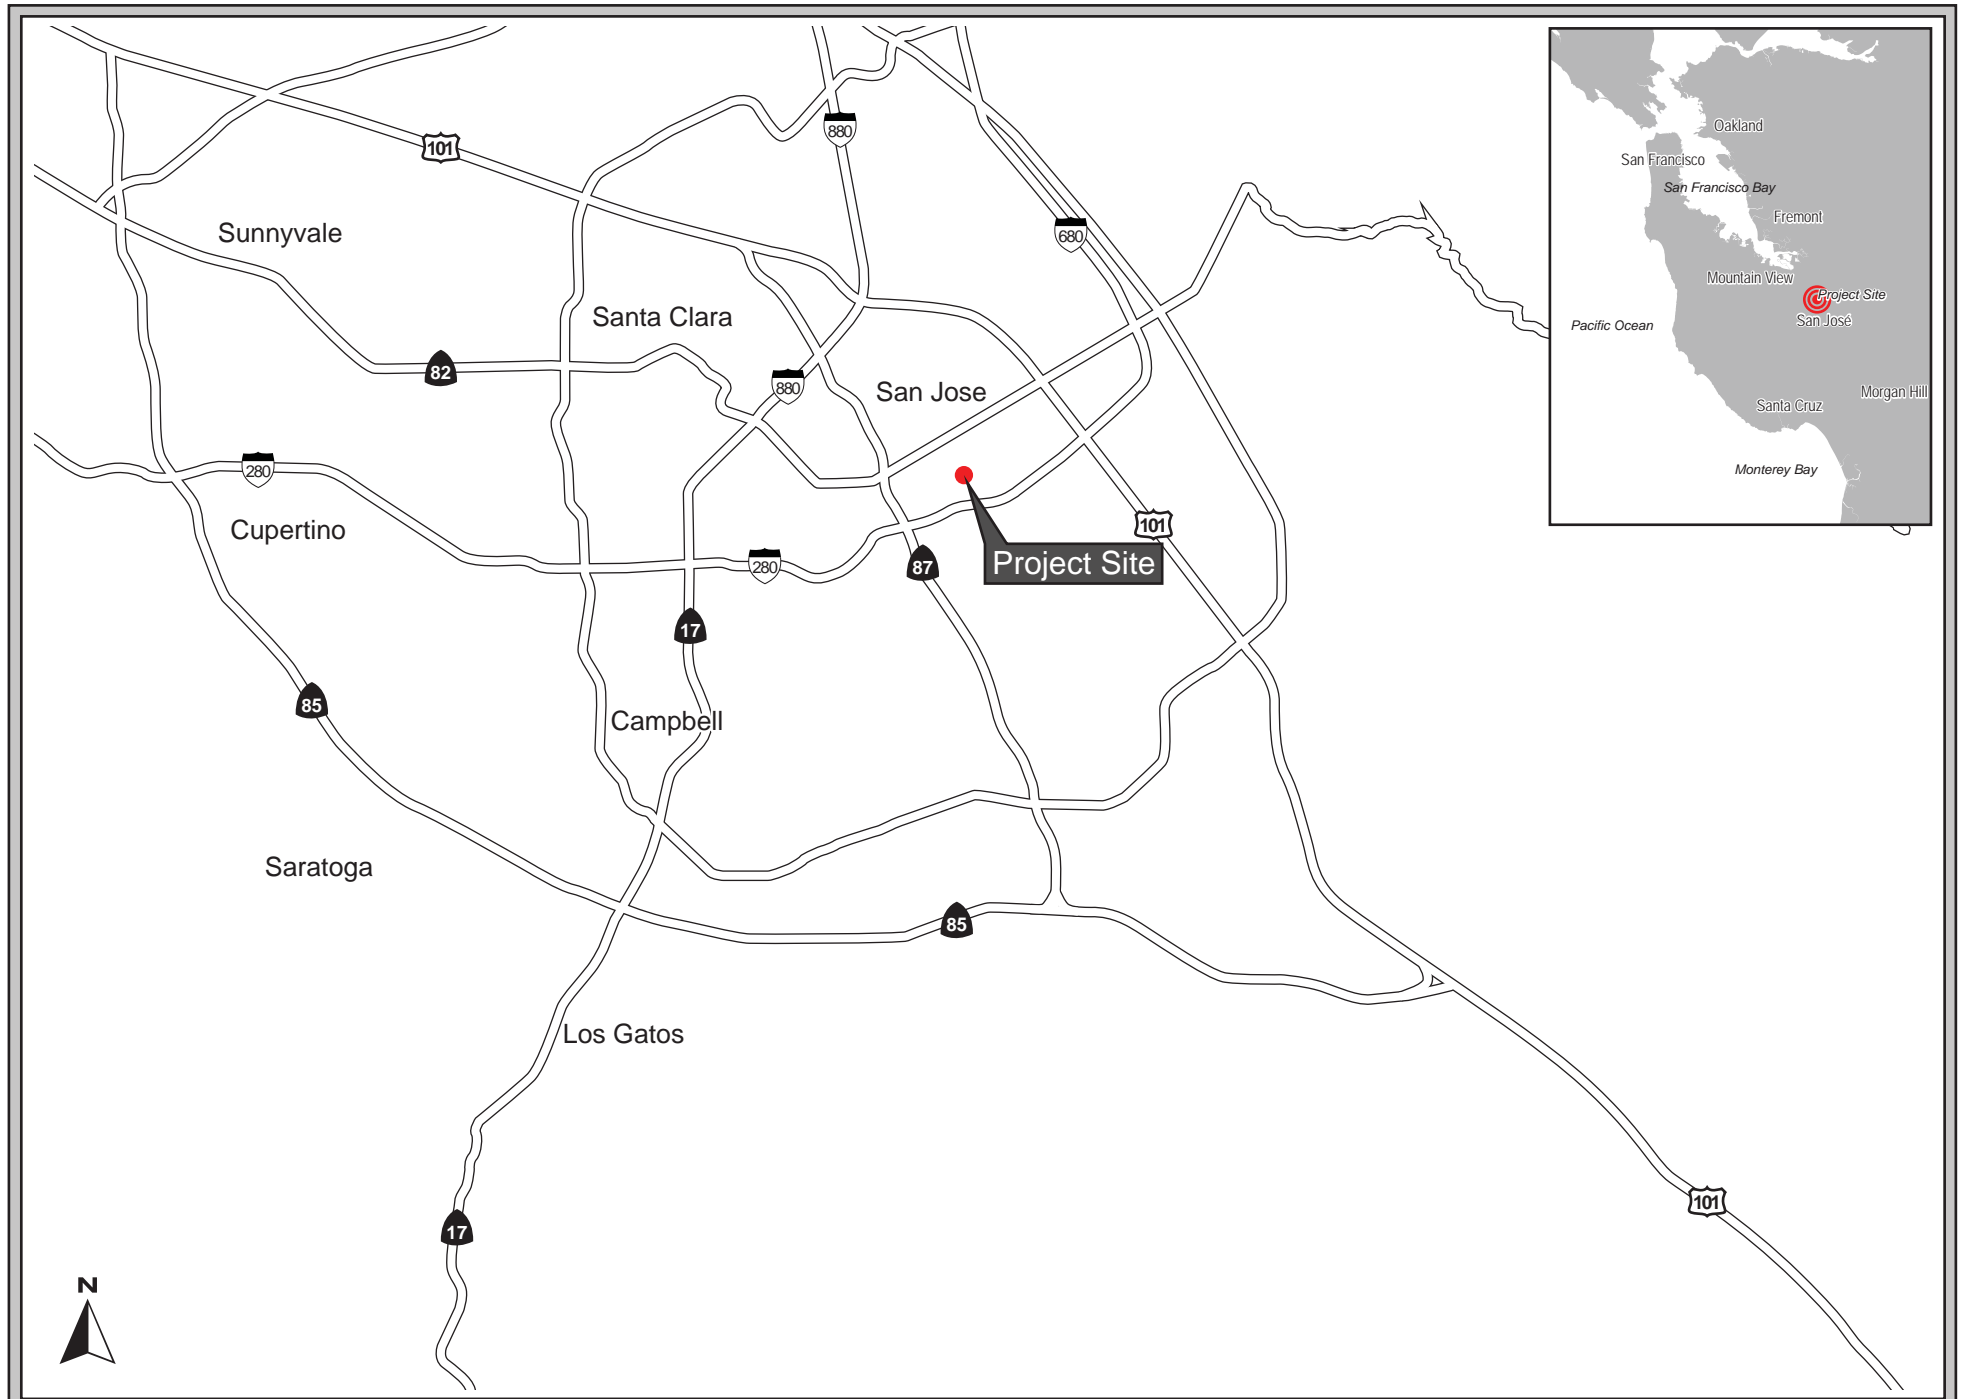 Oakland
880
101
San Francisco
San Francisco Bay
Fremont
Sunnyvale
680
Mountain View
Project Site
Santa Clara
San José
Pacific Ocean
82
880
San Jose
Morgan Hill
Santa Cruz
280
Monterey Bay
Cupertino
101
280
87
Project Site
17
85
Campbell
Saratoga
85
Los Gatos
101
17
N